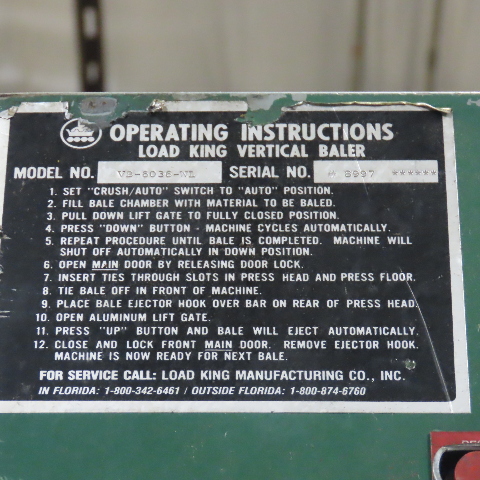 OPERATING INSTRUCTIONS
LOAD KING VERTICAL BALER
MODEL NO. SERIAL NO. 8997 ******
1. SET "CRUSH/AUTO" SWITCH TO "AUTO" POSITION.
2. FILL BALE CHAMBER WITH MATERIAL TO BE BALED.
3. PULL DOWN LIFT GATE TO FULLY CLOSED POSITION.
4. PRESS "DOWN" BUTTON - MACHINE CYCLES AUTOMATICALLY.
5. REPEAT PROCEDURE UNTIL BALE IS COMPLETED. MACHINE WILL
SHUT OFF AUTOMATICALLY IN DOWN POSITION.
6. OPEN MAIN DOOR BY RELEASING DOOR LOCK.
7. INSERT TIES THROUGH SLOTS IN PRESS HEAD AND PRESS FLOOR.
8. TIE BALE OFF IN FRONT OF MACHINE.
9. PLACE BALE EJECTOR HOOK OVER BAR ON REAR OF PRESS HEAD.
10. OPEN ALUMINUM LIFT GATE.
11. PRESS "UP" BUTTON AND BALE WILL EJECT AUTOMATICALLY.
12. CLOSE AND LOCK FRONT MAIN DOOR. REMOVE EJECTOR HOOK.
MACHINE IS NOW READY FOR NEXT BALE.
FOR SERVICE CALL: LOAD KING MANUFACTURING CO., INC.
IN FLORIDA: 1-800-342-6461 / OUTSIDE FLORIDA: 1-800-874-6760